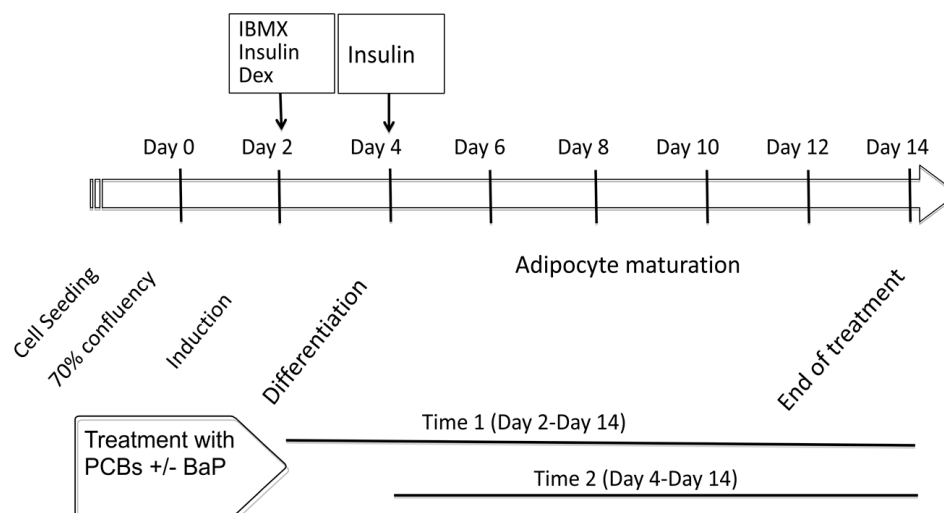 IBMX
Insulin
Dex
Insulin
Day 0
Day 2
Day 4
Day 6
Day 8
Day 10
Day 12
Day 14
Adipocyte maturation
Cell Seeding
70% confluency
Induction
Differentiation
End of treatment
Treatment with
PCBs +/- BaP
Time 1 (Day 2-Day 14)
Time 2 (Day 4-Day 14)